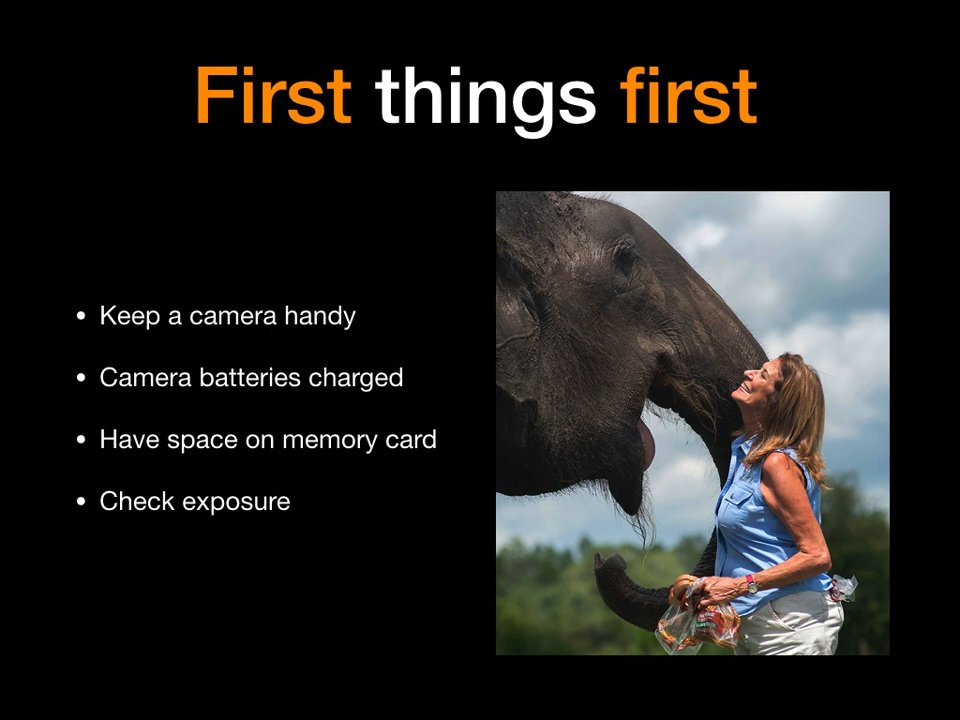 First things first
• Keep a camera handy
• Camera batteries charged
• Have space on memory card
• Check exposure